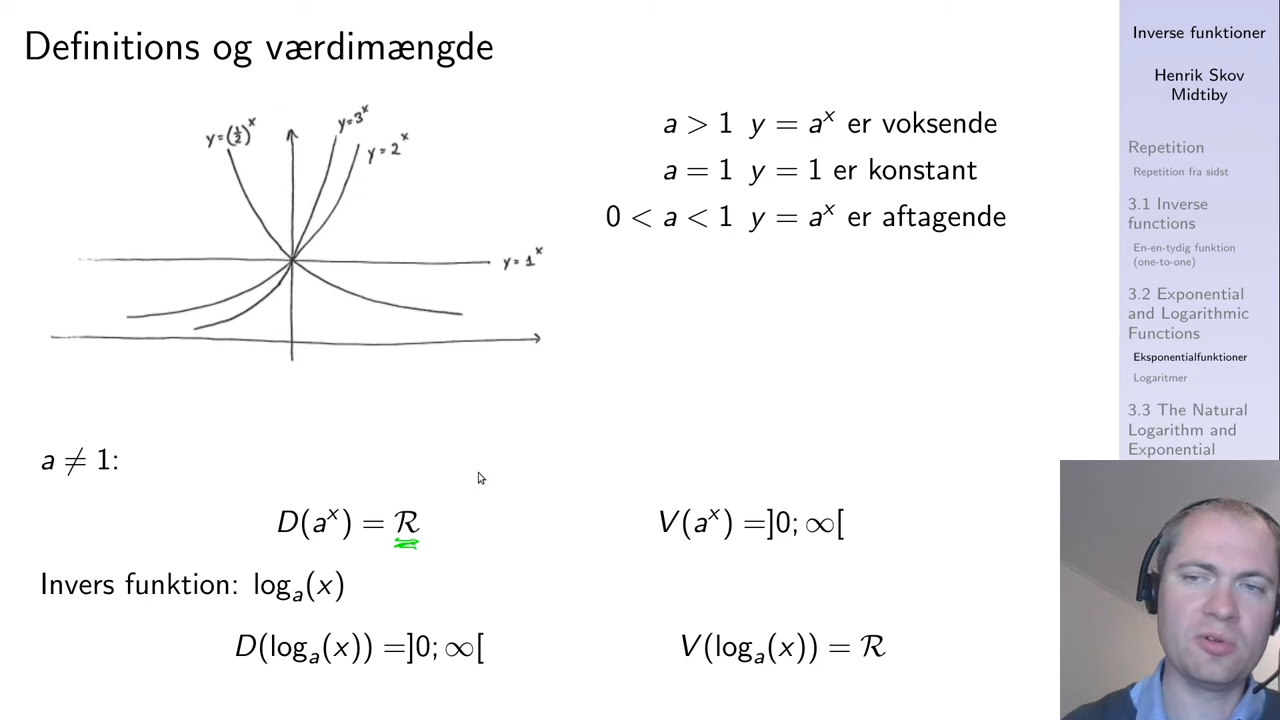 Definitions og værdimængde
y=(½)^x
y=3^x
y=2^x
y=1^x
a > 1 y = a^x er voksende
a = 1 y = 1 er konstant
0 < a < 1 y = a^x er aftagende
a ≠ 1:
D(a^x) = ℛ
V(a^x) =]0; ∞[
Invers funktion: log_a(x)
D(log_a(x)) =]0; ∞[
V(log_a(x)) = ℛ
Inverse funktioner
Henrik Skov
Midtiby
Repetition
Repetition fra sidst
3.1 Inverse
functions
En-en-tydig funktion
(one-to-one)
3.2 Exponential
and Logarithmic
Functions
Eksponentialfunktioner
Logaritmer
3.3 The Natural
Logarithm and
Exponential